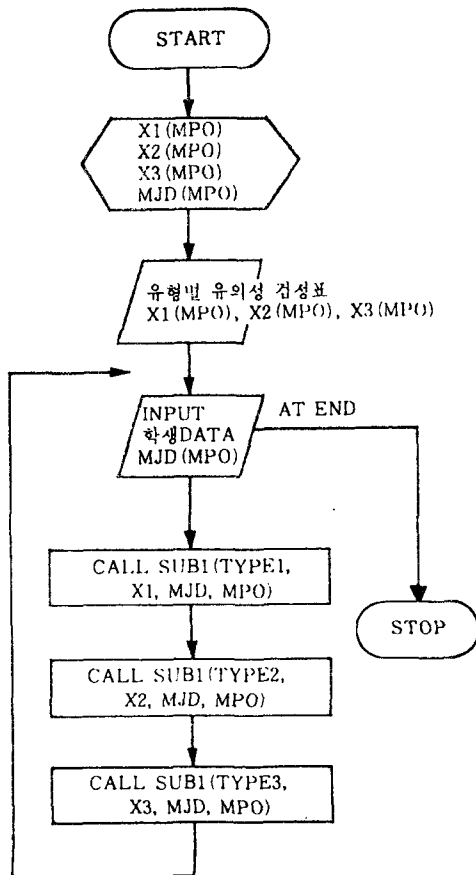 START
X1(MPO)
X2(MPO)
X3(MPO)
MJD(MPO)
유형별 유의성 검성표
X1(MPO), X2(MPO), X3(MPO)
INPUT
학생DATA
MJD(MPO)
AT END
CALL SUB1(TYPE1,
X1, MJD, MPO)
STOP
CALL SUB1(TYPE2,
X2, MJD, MPO)
CALL SUB1(TYPE3,
X3, MJD, MPO)